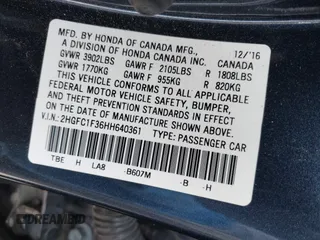 MFD. BY HONDA OF CANADA MFG.,
A DIVISION OF HONDA CANADA INC.
12/'16
CANADA
GVWR 3902LBS GAWR F 2105LBS R 1808LBS
GVWR 1770KG GAWR F 955KG R 820KG
THIS VEHICLE CONFORMS TO ALL APPLICABLE
FEDERAL MOTOR VEHICLE SAFETY, BUMPER,
AND THEFT PREVENTION STANDARDS IN EFFECT
ON THE DATE OF MANUFACTURE SHOWN ABOVE.
V.I.N.: 2HGFC1F36HH640361 TYPE: PASSENGER CAR
TBE H LA8 -B607M -B -H
DREAMBID